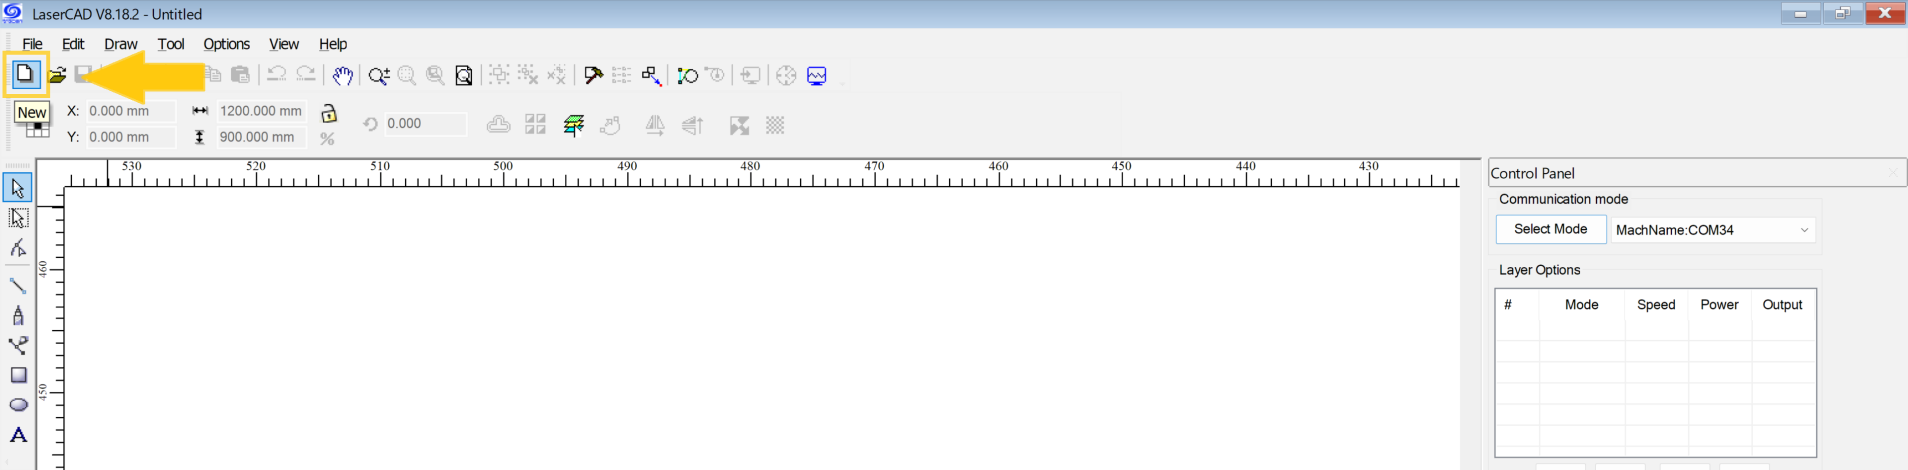 LaserCAD V8.18.2 - Untitled
File Edit Draw Tool Options View Help
New
X: 0.000 mm 1200.000 mm
Y: 0.000 mm 900.000 mm %
0.000
530 520 510 500 490 480 470 460 450 440 430
460
450
A
Control Panel
Communication mode
Select Mode MachName:COM34
Layer Options
# Mode Speed Power Output